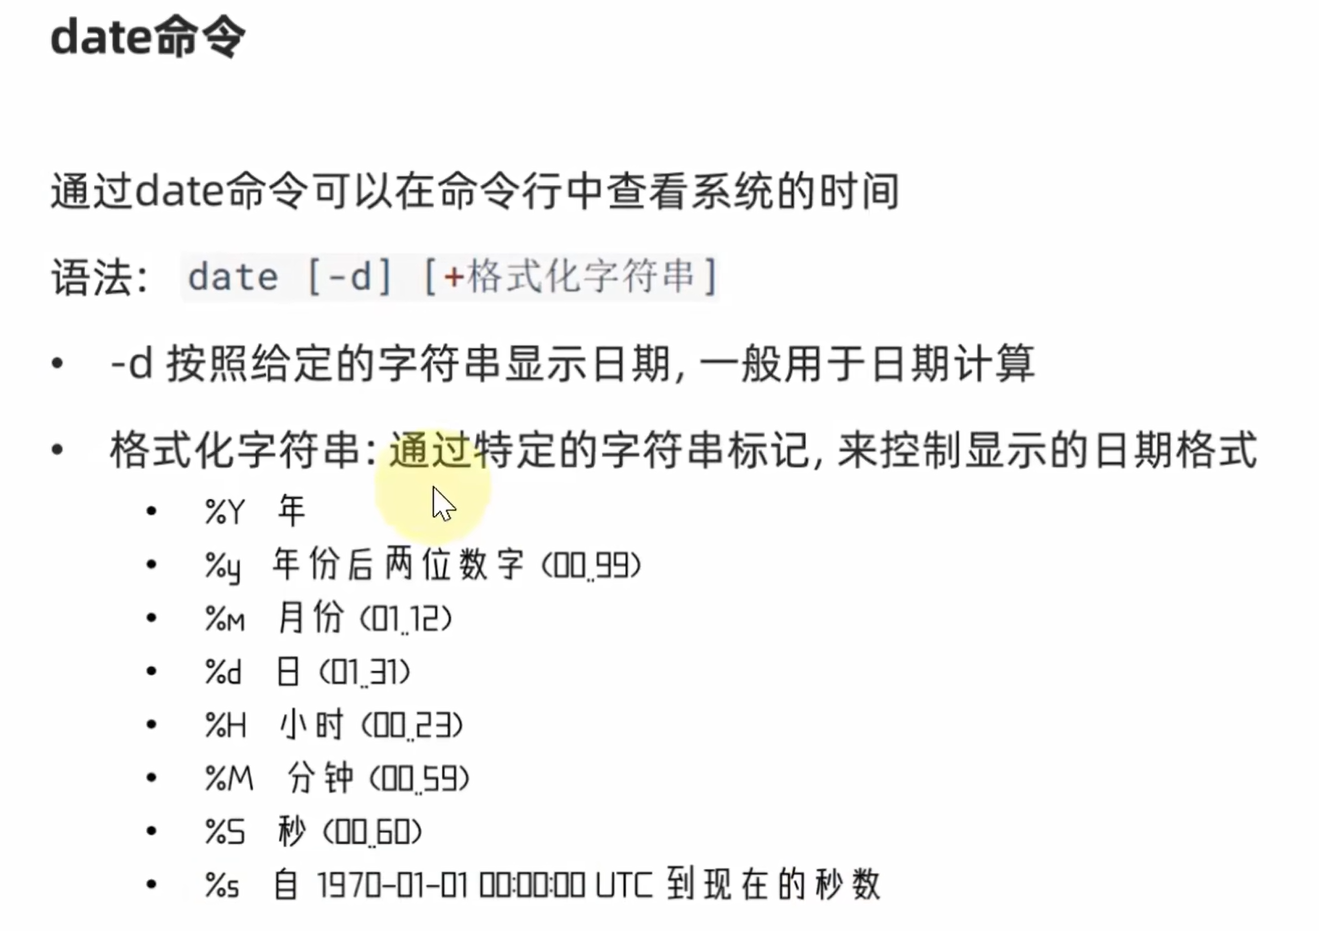 date命令
通过date命令可以在命令行中查看系统的时间
语法: date [-d] [+格式化字符串]
• -d 按照给定的字符串显示日期, 一般用于日期计算
• 格式化字符串: 通过特定的字符串标记, 来控制显示的日期格式
• %Y 年
• %y 年份后两位数字 (00..99)
• %m 月份 (01..12)
• %d 日 (01..31)
• %H 小时 (00..23)
• %M 分钟 (00..59)
• %S 秒 (00..60)
• %s 自 1970-01-01 00:00:00 UTC 到现在的秒数